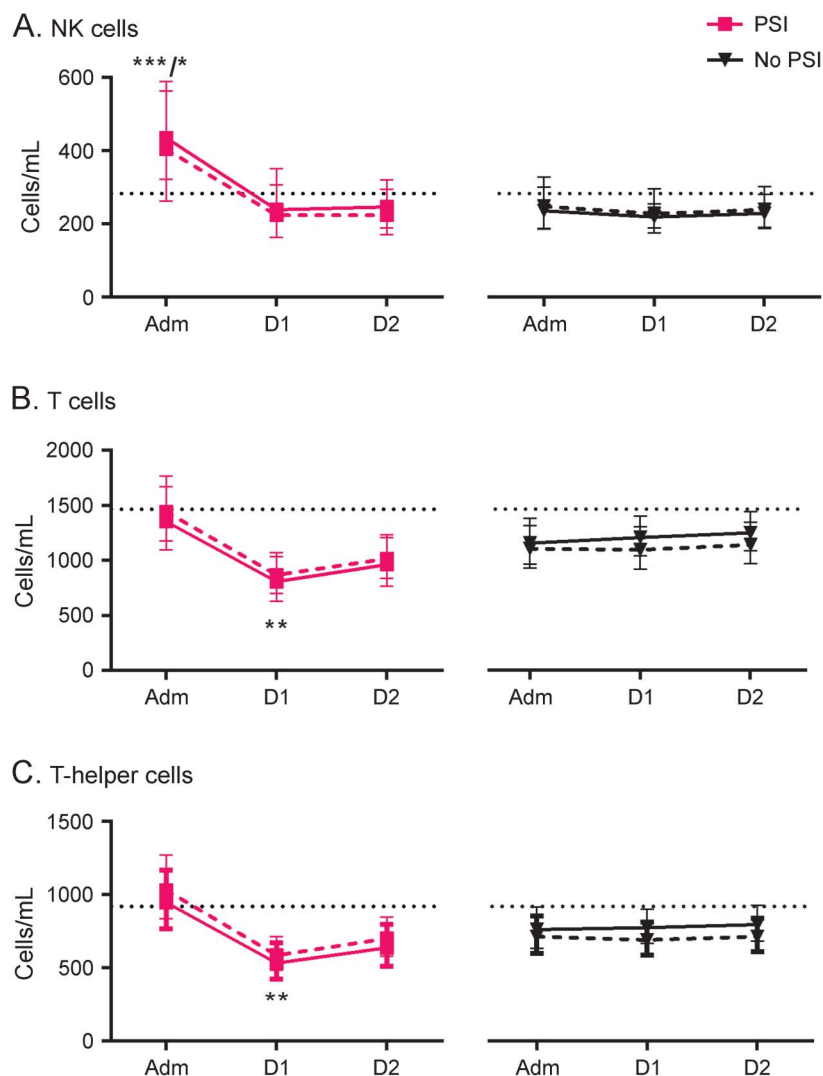 A. NK cells
PSI
No PSI
***/*
600
400
200
0
Cells/mL
Adm D1 D2
Adm D1 D2
B. T cells
2000
1500
1000
500
0
Cells/mL
**
Adm D1 D2
Adm D1 D2
C. T-helper cells
1500
1000
500
0
Cells/mL
**
Adm D1 D2
Adm D1 D2